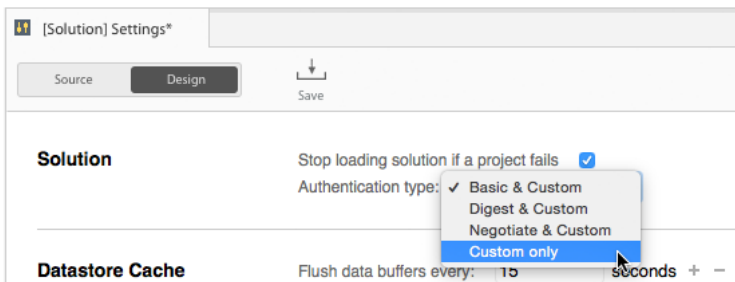 [Solution] Settings*
Source Design
Save
Solution
Stop loading solution if a project fails
Authentication type: ✓ Basic & Custom
Digest & Custom
Negotiate & Custom
Custom only
Datastore Cache
Flush data buffers every: 15 seconds + −